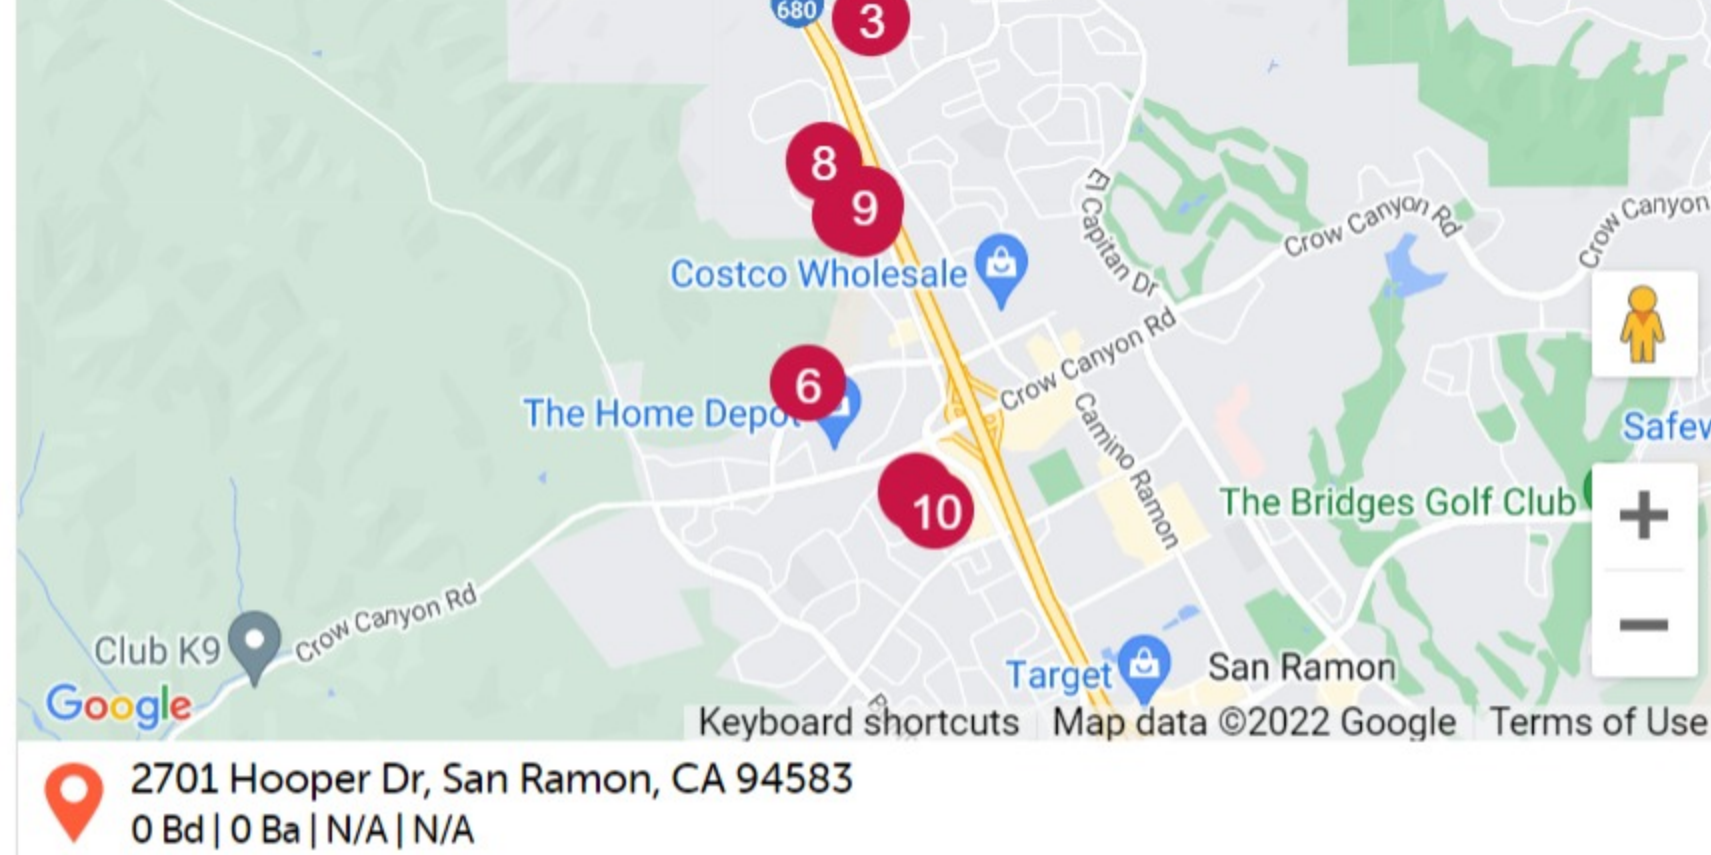 680
3
8
9
El Capitan Dr
Crow Canyon Rd
Crow Canyon
Costco Wholesale
Crow Canyon Rd
6
The Home Depot
Camino Ramon
Safew
10
The Bridges Golf Club
+
−
Crow Canyon Rd
Club K9
Target
San Ramon
Google
Keyboard shortcuts Map data ©2022 Google Terms of Use
2701 Hooper Dr, San Ramon, CA 94583
0 Bd | 0 Ba | N/A | N/A